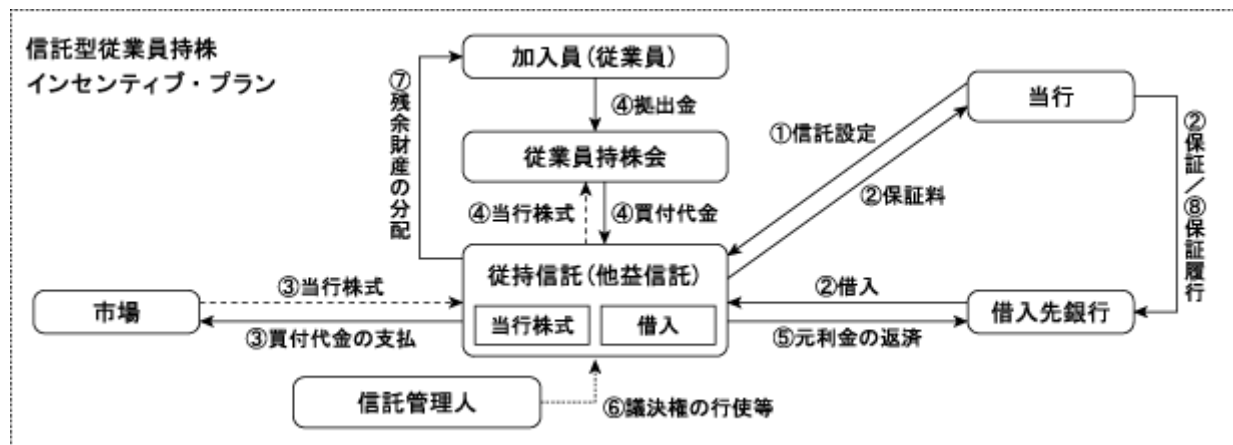 信託型従業員持株
インセンティブ・プラン
加入員(従業員)
⑦残余財産の分配
④拠出金
当行
①信託設定
②保証/⑧保証履行
従業員持株会
②保証料
④当行株式
④買付代金
従持信託(他益信託)
③当行株式
②借入
市場
当行株式
借入
借入先銀行
③買付代金の支払
⑤元利金の返済
信託管理人
⑥議決権の行使等